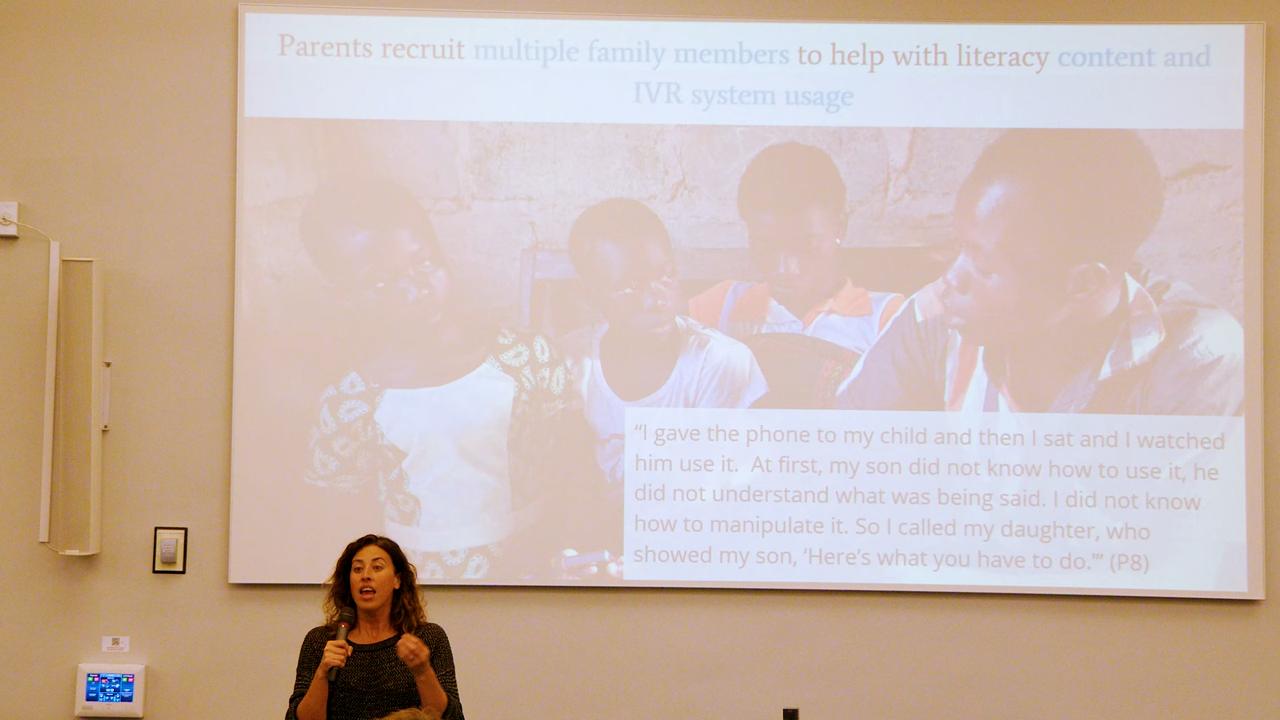 Parents recruit multiple family members to help with literacy content and
IVR system usage
“I gave the phone to my child and then I sat and I watched
him use it.  At first, my son did not know how to use it, he
did not understand what was being said. I did not know
how to manipulate it. So I called my daughter, who
showed my son, ‘Here’s what you have to do.’” (P8)